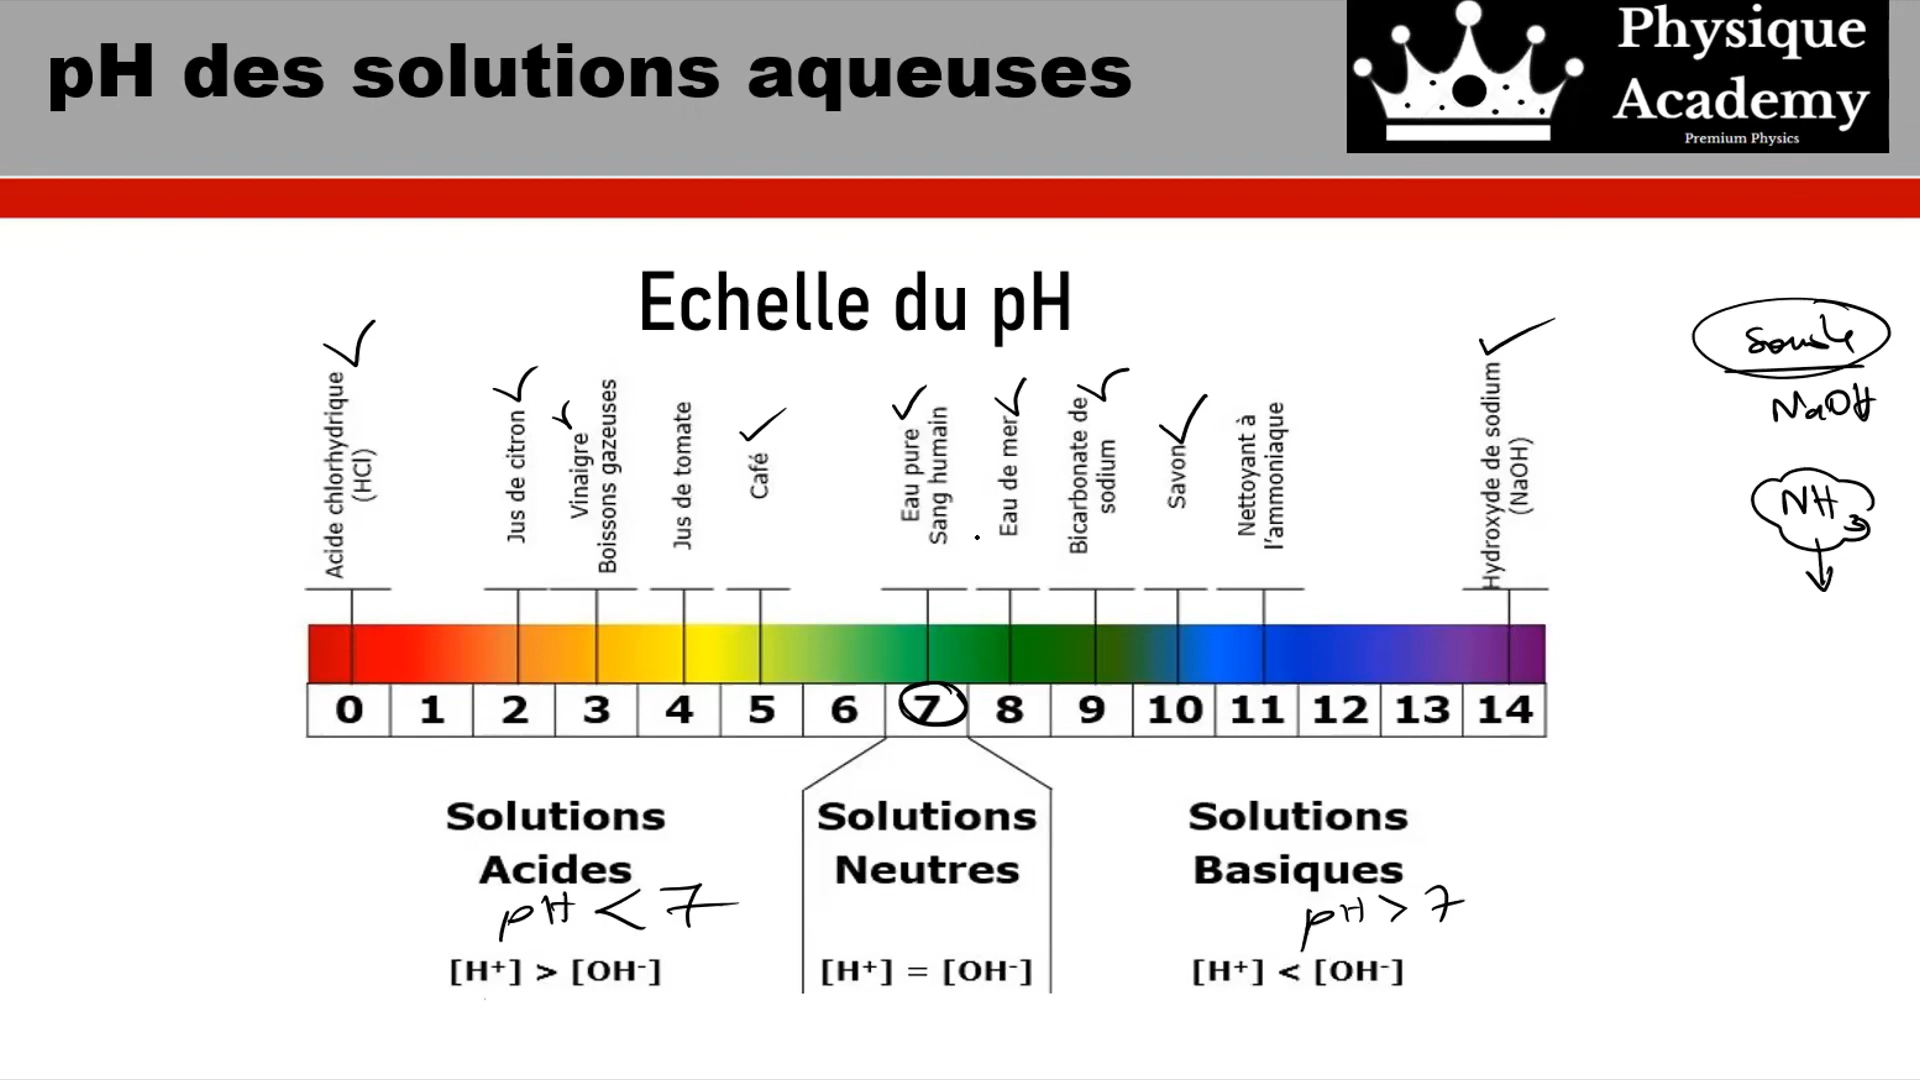 pH des solutions aqueuses
Physique
Academy
Premium Physics
Echelle du pH
Acide chlorhydrique
(HCl)
Jus de citron
Vinaigre
Boissons gazeuses
Jus de tomate
Café
Eau pure
Sang humain
Eau de mer
Bicarbonate de
sodium
Savon
Nettoyant à
l'ammoniaque
Hydroxyde de sodium
(NaOH)
NaOH
NH3
0 1 2 3 4 5 6 7 8 9 10 11 12 13 14
Solutions
Acides
pH < 7
[H+] > [OH-]
Solutions
Neutres
[H+] = [OH-]
Solutions
Basiques
pH > 7
[H+] < [OH-]